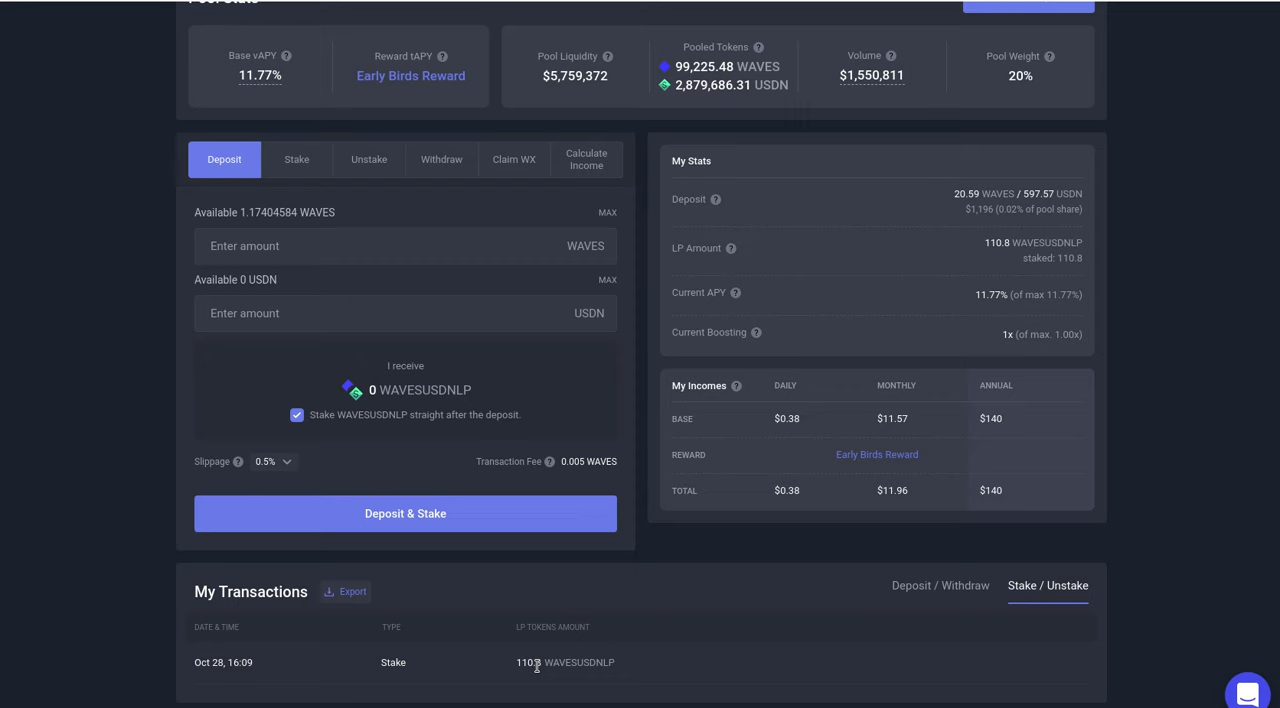 Base vAPY
11.77%
Reward tAPY
Early Birds Reward
Pool Liquidity
$5,759,372
Pooled Tokens
99,225.48 WAVES
2,879,686.31 USDN
Volume
$1,550,811
Pool Weight
20%
Deposit
Stake
Unstake
Withdraw
Claim WX
Calculate
Income
Available 1.17404584 WAVES
MAX
Enter amount
WAVES
Available 0 USDN
MAX
Enter amount
USDN
I receive
0 WAVESUSDNLP
Stake WAVESUSDNLP straight after the deposit.
Slippage
0.5%
Transaction Fee
0.005 WAVES
Deposit & Stake
My Stats
Deposit
20.59 WAVES / 597.57 USDN
$1,196 (0.02% of pool share)
LP Amount
110.8 WAVESUSDNLP
staked: 110.8
Current APY
11.77% (of max 11.77%)
Current Boosting
1x (of max. 1.00x)
My Incomes
DAILY
MONTHLY
ANNUAL
BASE
$0.38
$11.57
$140
REWARD
Early Birds Reward
TOTAL
$0.38
$11.96
$140
My Transactions
Export
Deposit / Withdraw
Stake / Unstake
DATE & TIME
TYPE
LP TOKENS AMOUNT
Oct 28, 16:09
Stake
110.8 WAVESUSDNLP